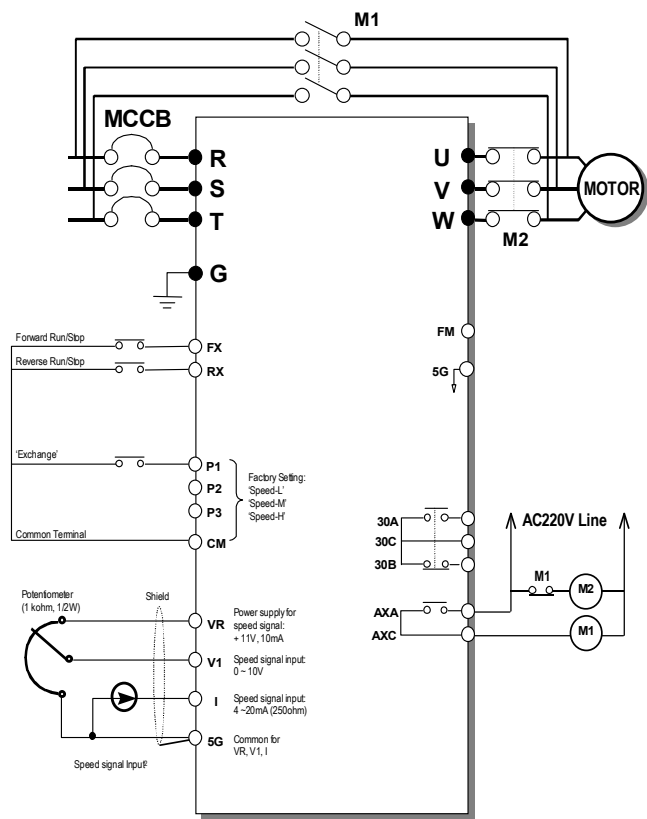 M1
MCCB
R
S
T
G
U
V
W
M2
MOTOR
FM
5G
Forward Run/Stop
FX
Reverse Run/Stop
RX
'Exchange'
P1
P2
P3
Common Terminal
CM
Factory Setting:
'Speed-L'
'Speed-M'
'Speed-H'
30A
30C
30B
AXA
AXC
AC220V Line
M1
M2
M1
Potentiometer
(1 kohm, 1/2W)
Shield
VR
Power supply for
speed signal:
+ 11V, 10mA
V1
Speed signal input:
0 ~ 10V
I
Speed signal input:
4 ~20mA (250ohm)
5G
Common for
VR, V1, I
Speed signal Input²